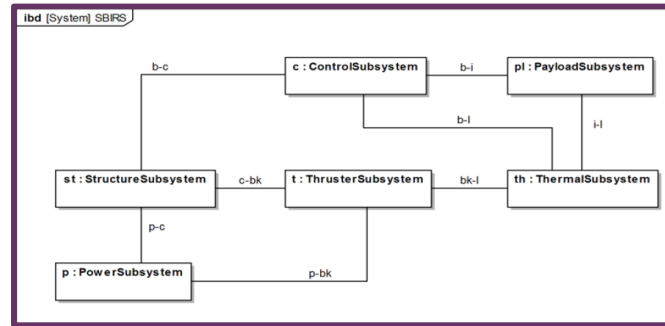 ibd [System] SBIRS
b-c
c : ControlSubsystem
b-i
pl : PayloadSubsystem
b-l
i-l
st : StructureSubsystem
c-bk
t : ThrusterSubsystem
bk-l
th : ThermalSubsystem
p-c
p : PowerSubsystem
p-bk